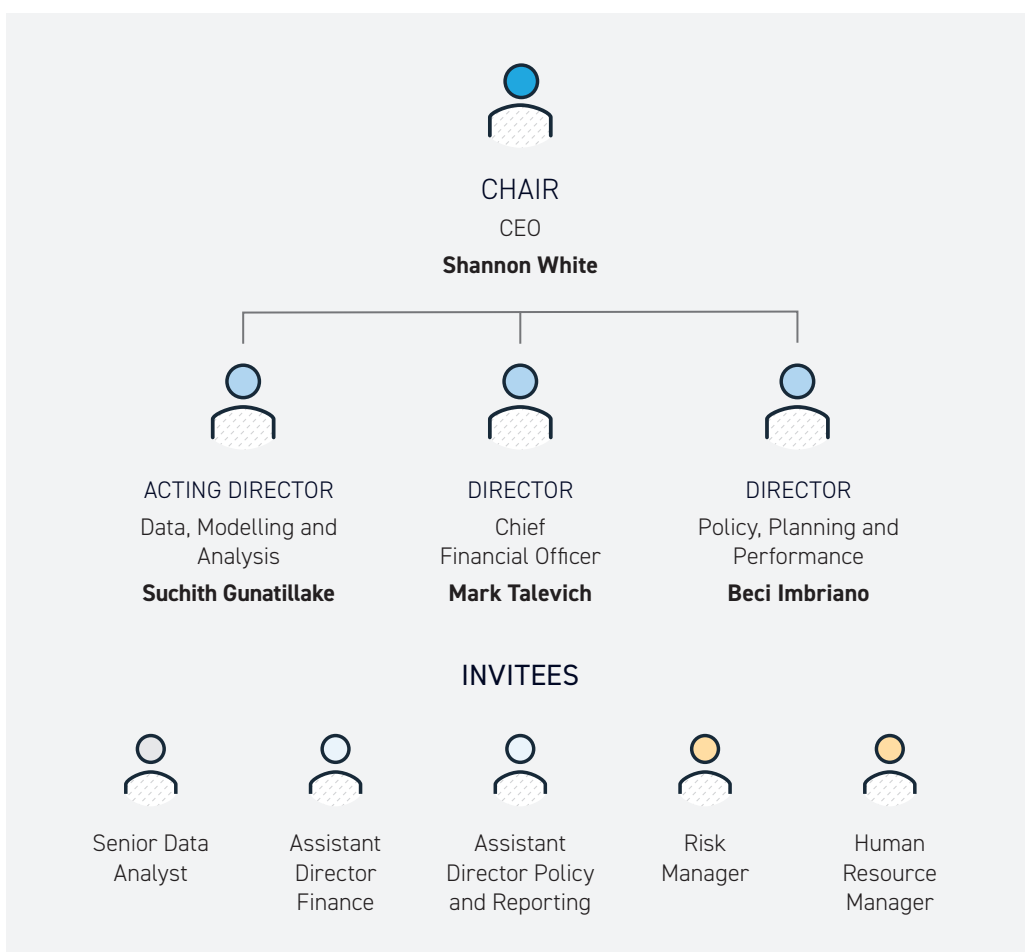 CHAIR
CEO
Shannon White
ACTING DIRECTOR
Data, Modelling and
Analysis
Suchith Gunatillake
DIRECTOR
Chief
Financial Officer
Mark Talevich
DIRECTOR
Policy, Planning and
Performance
Beci Imbriano
INVITEES
Senior Data
Analyst
Assistant
Director
Finance
Assistant
Director Policy
and Reporting
Risk
Manager
Human
Resource
Manager